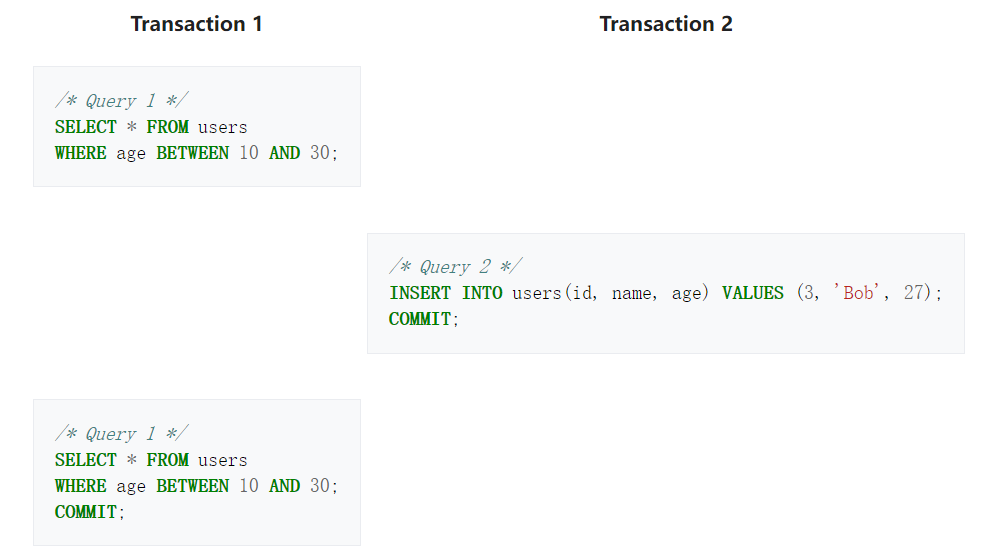 Transaction 1
Transaction 2
/* Query 1 */
SELECT * FROM users
WHERE age BETWEEN 10 AND 30;
/* Query 2 */
INSERT INTO users(id, name, age) VALUES (3, 'Bob', 27);
COMMIT;
/* Query 1 */
SELECT * FROM users
WHERE age BETWEEN 10 AND 30;
COMMIT;